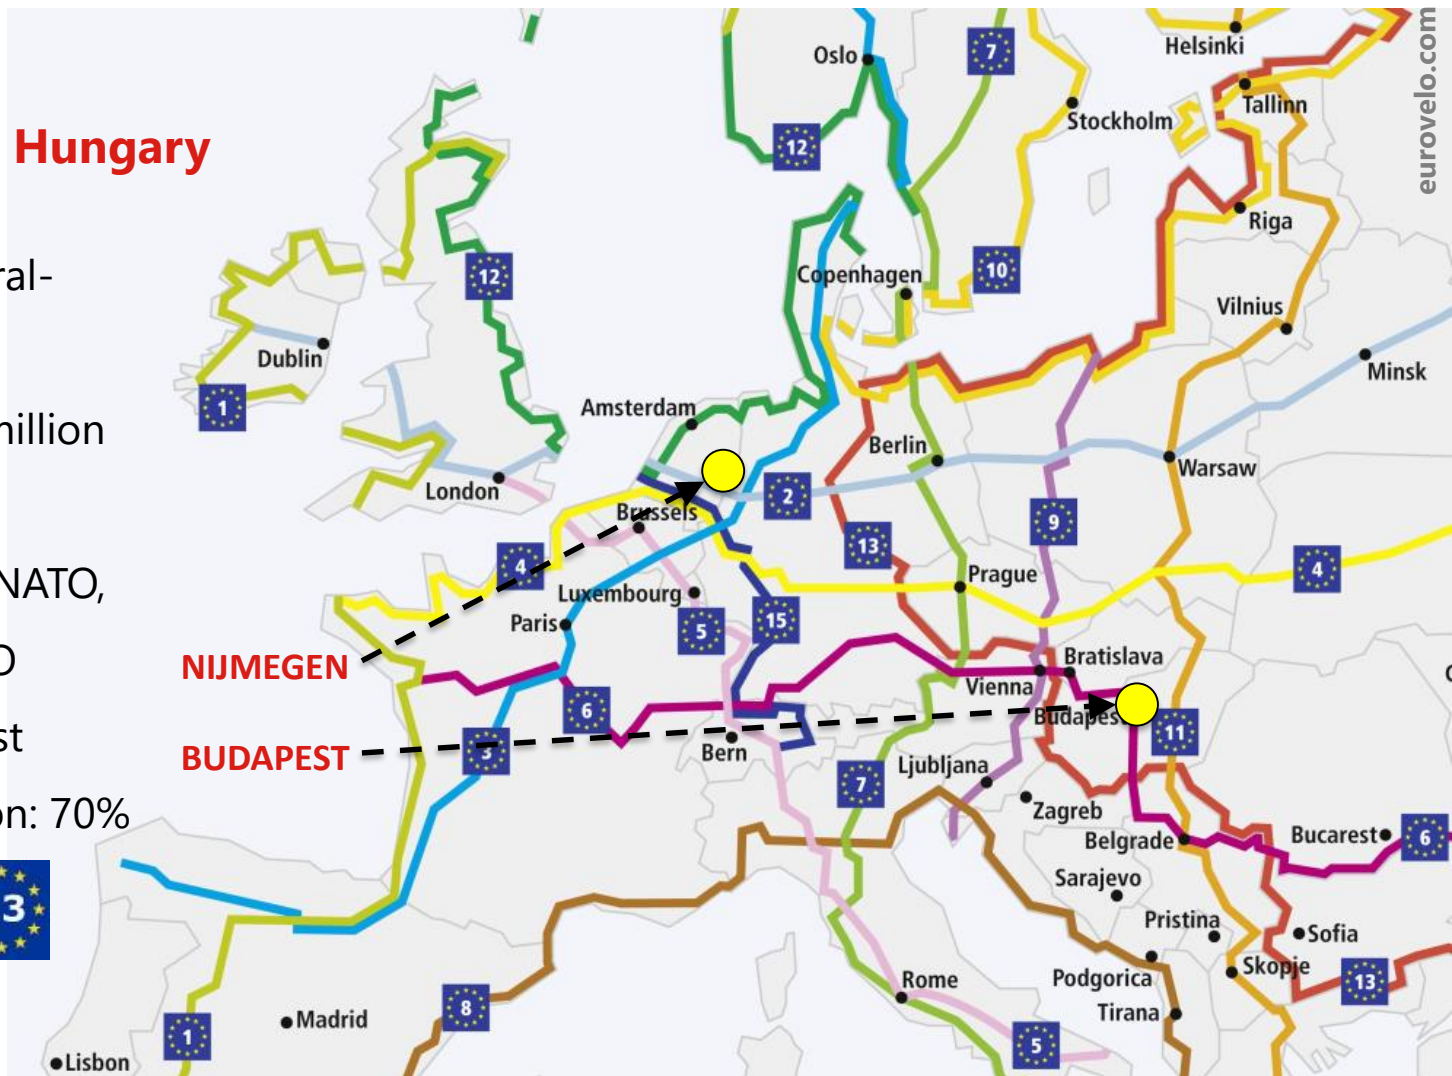 Hungary
ral-
million
NATO,
O
st
on: 70%
3
NIJMEGEN
BUDAPEST
eurovelo.com
Oslo
7
Helsinki
Stockholm
Tallinn
12
Riga
12
Copenhagen
10
Vilnius
Dublin
Minsk
1
Amsterdam
Berlin
Warsaw
London
2
Brussels
9
13
4
4
Prague
Luxembourg
Paris
5
15
Bratislava
Vienna
6
Budapest
11
3
Bern
Ljubljana
7
Zagreb
Belgrade
Bucarest
6
Sarajevo
Pristina
Sofia
Skopje
Podgorica
13
Rome
8
Tirana
Madrid
1
5
Lisbon